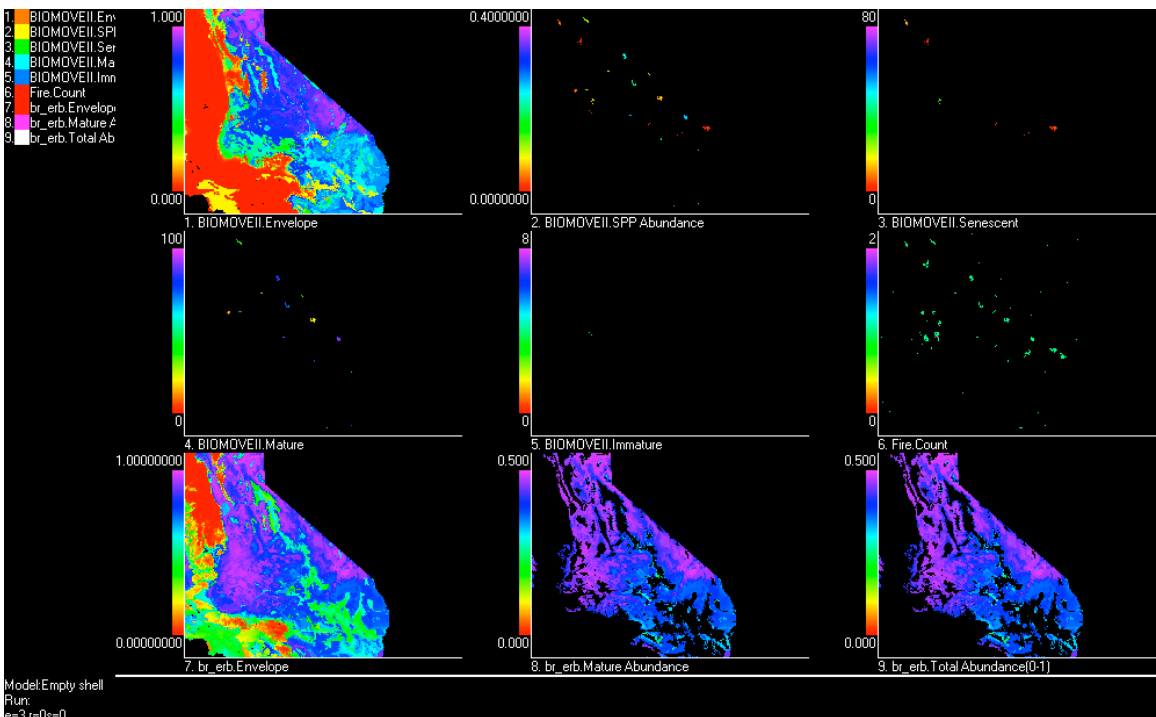 1. BIOMOVEII.Env
2. BIOMOVEII.SPI
3. BIOMOVEII.Ser
4. BIOMOVEII.Ma
5. BIOMOVEII.Imn
6. Fire.Count
7. br_erb.Envelop
8. br_erb.Mature A
9. br_erb.Total Ab
1.000
0.000
1. BIOMOVEII.Envelope
0.4000000
0.0000000
2. BIOMOVEII.SPP Abundance
80
0
3. BIOMOVEII.Senescent
100
0
4. BIOMOVEII.Mature
8
0
5. BIOMOVEII.Immature
2
0
6. Fire.Count
1.00000000
0.00000000
7. br_erb.Envelope
0.500
0.000
8. br_erb.Mature Abundance
0.500
0.000
9. br_erb.Total Abundance(0-1)
Model:Empty shell
Run:
e=3 r=0s=0